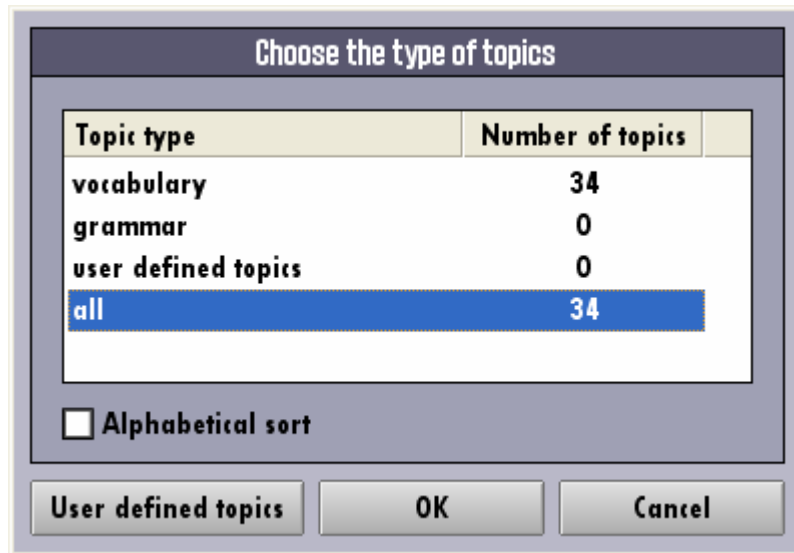 Choose the type of topics
Topic type Number of topics
vocabulary 34
grammar 0
user defined topics 0
all 34
Alphabetical sort
User defined topics OK Cancel